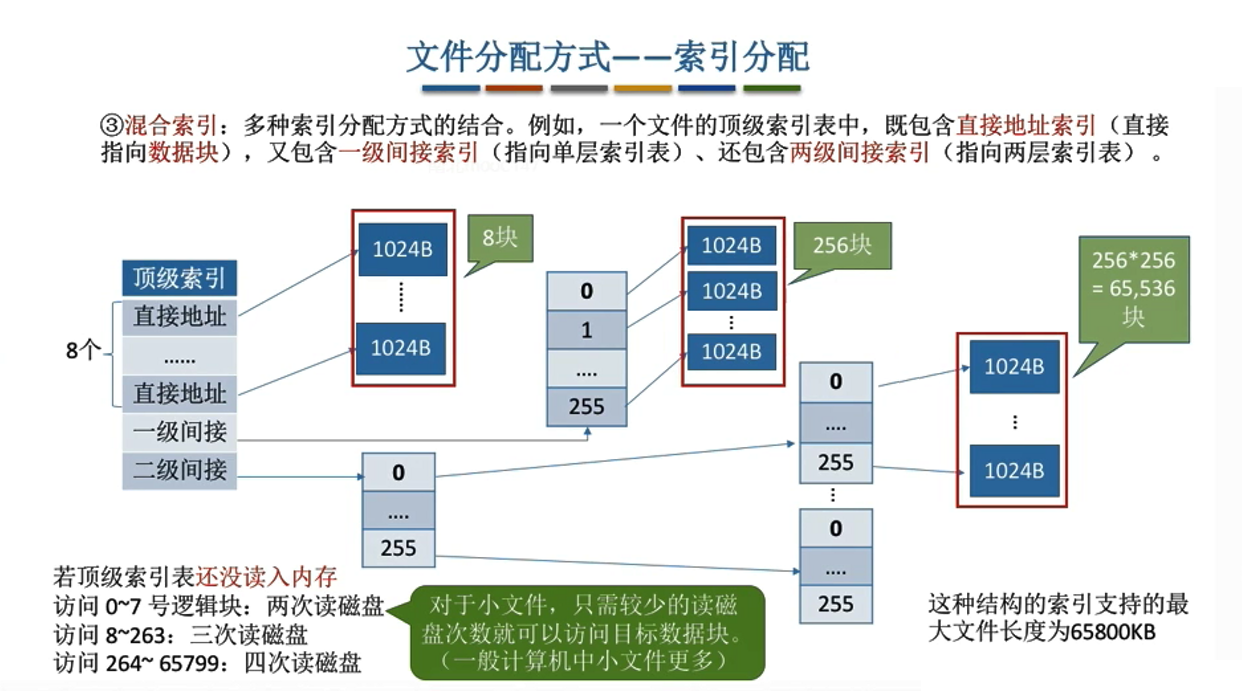 文件分配方式——索引分配
③混合索引：多种索引分配方式的结合。例如，一个文件的顶级索引表中，既包含直接地址索引（直接
指向数据块），又包含一级间接索引（指向单层索引表）、还包含两级间接索引（指向两层索引表）。
顶级索引
8个
直接地址
......
直接地址
一级间接
二级间接
1024B
1024B
8块
0
1
....
255
1024B
1024B
1024B
256块
0
....
255
0
....
255
0
....
255
1024B
1024B
256*256
= 65,536
块
若顶级索引表还没读入内存
访问 0~7 号逻辑块：两次读磁盘
访问 8~263：三次读磁盘
访问 264~ 65799：四次读磁盘
对于小文件，只需较少的读磁
盘次数就可以访问目标数据块。
（一般计算机中小文件更多）
这种结构的索引支持的最
大文件长度为65800KB